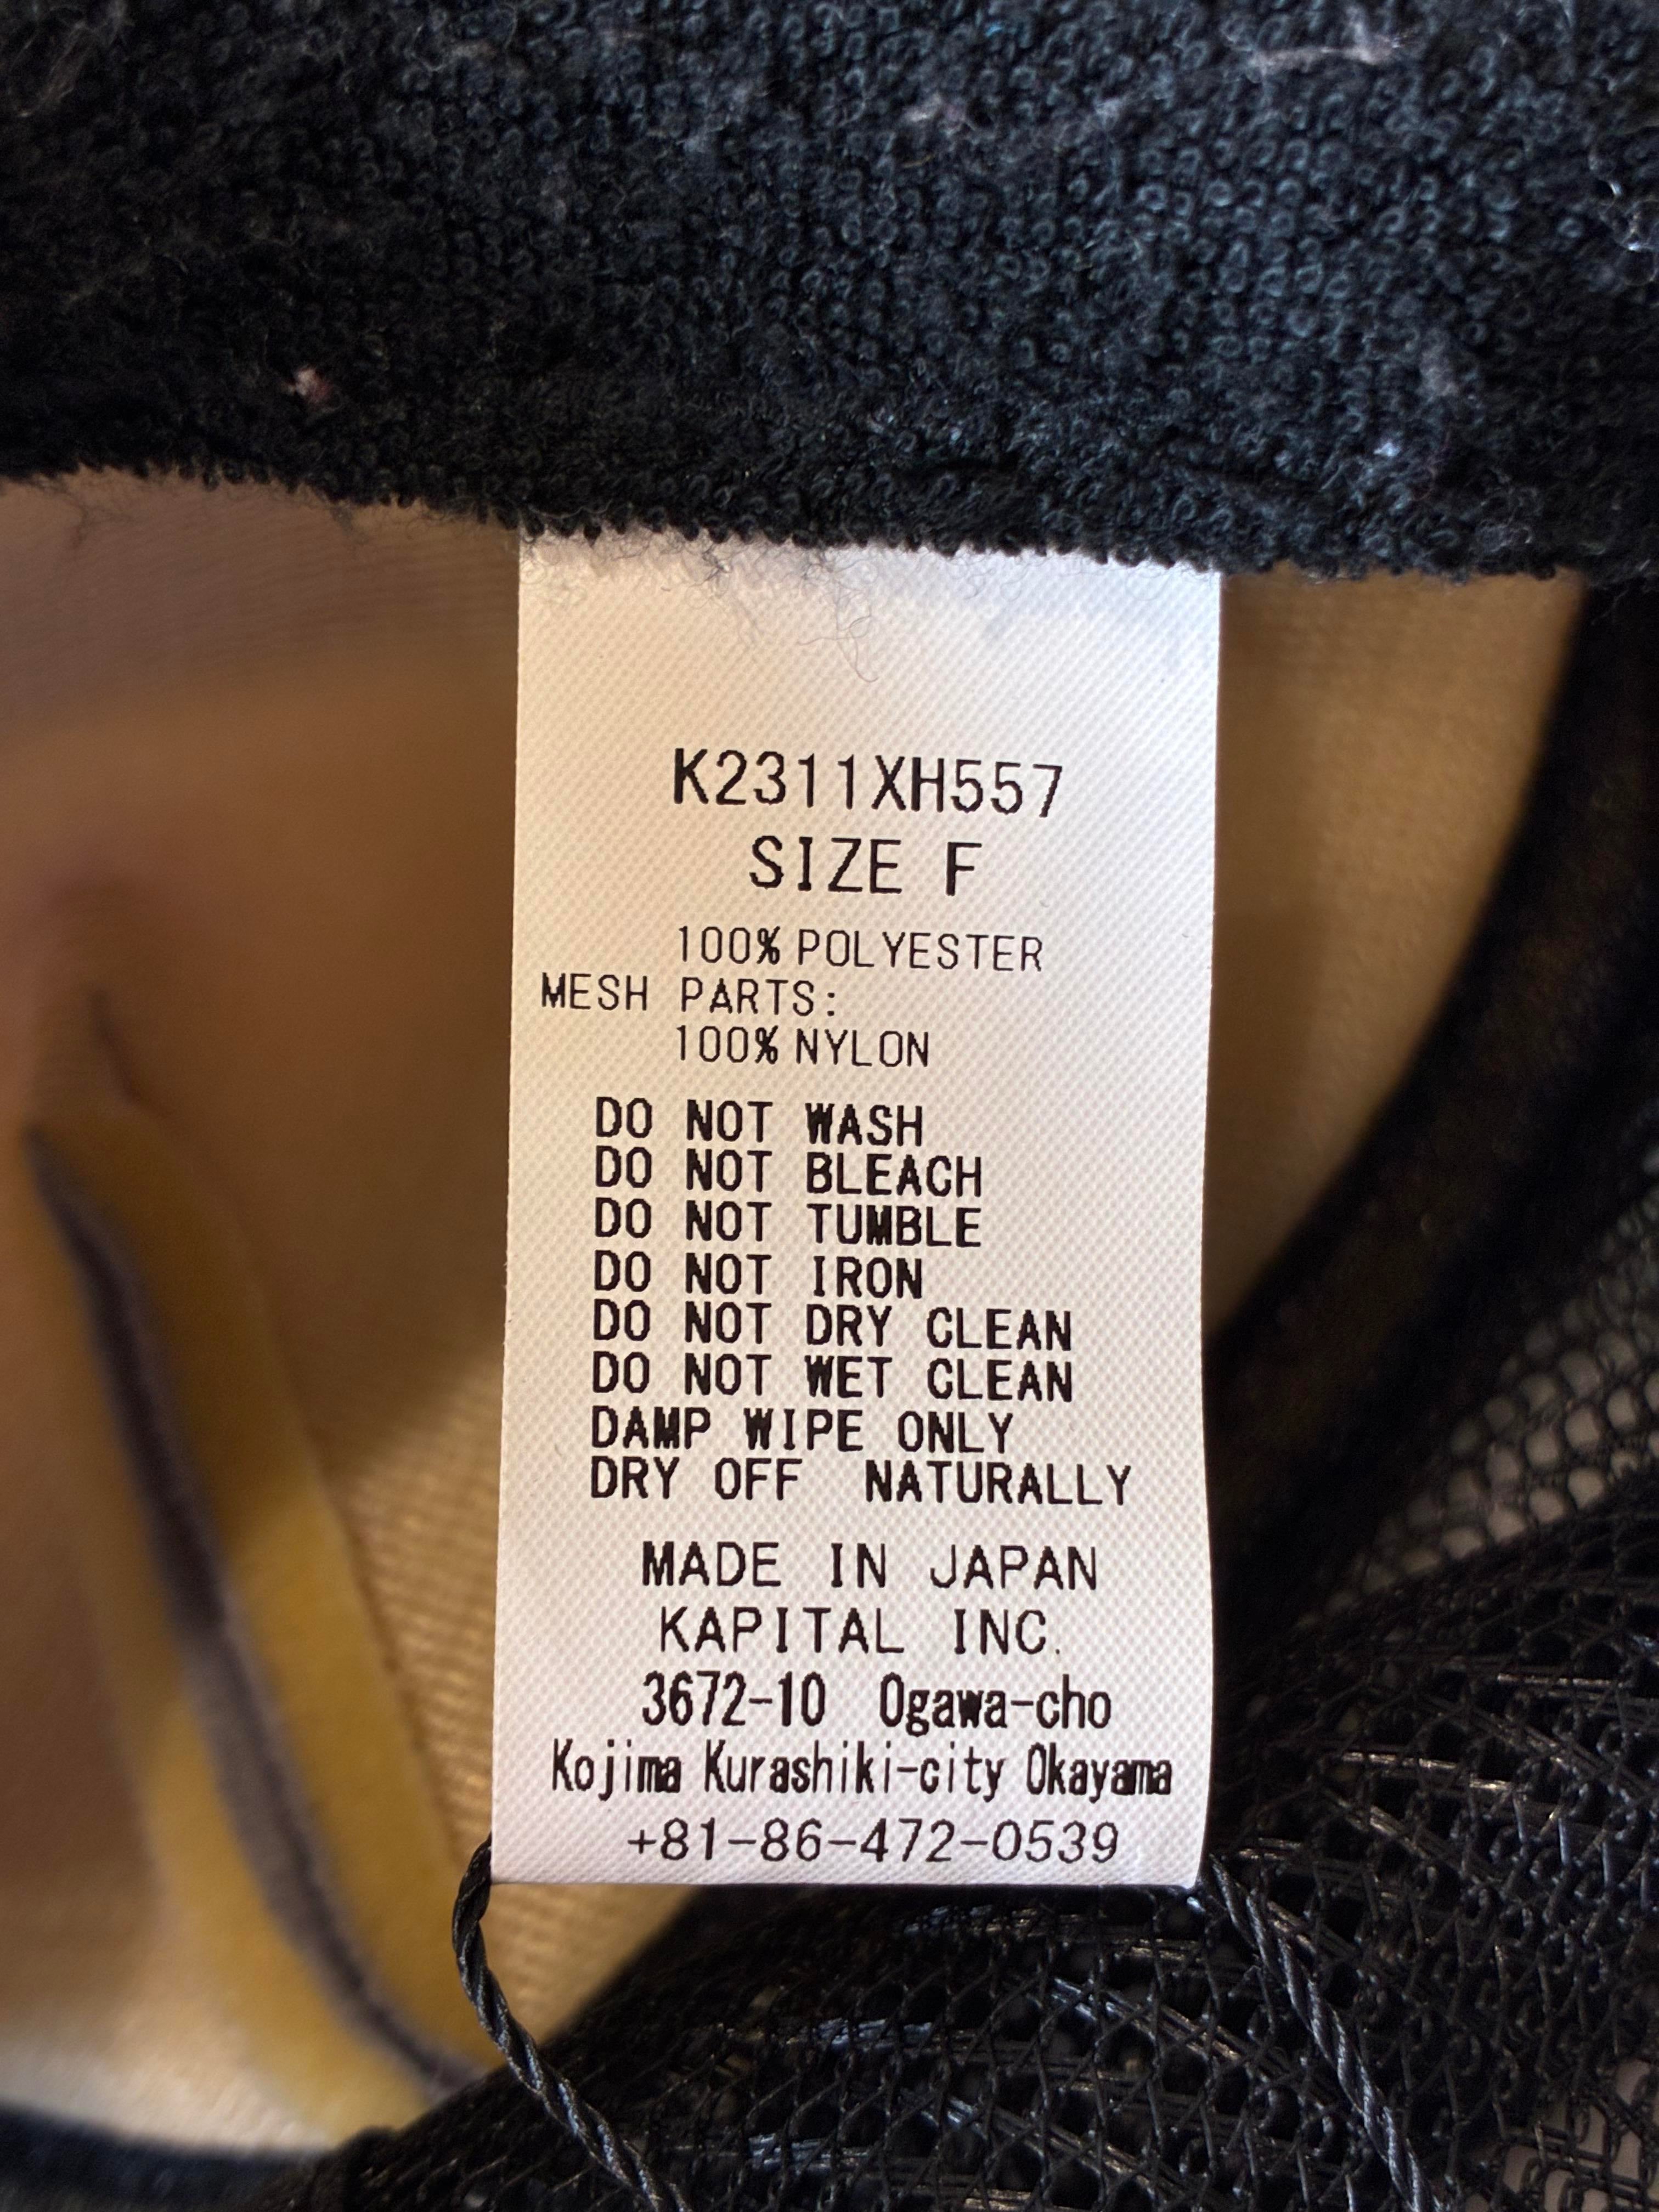 K2311XH557
SIZE F
100% POLYESTER
MESH PARTS:
100% NYLON
DO NOT WASH
DO NOT BLEACH
DO NOT TUMBLE
DO NOT IRON
DO NOT DRY CLEAN
DO NOT WET CLEAN
DAMP WIPE ONLY
DRY OFF NATURALLY
MADE IN JAPAN
KAPITAL INC.
3672-10 Ogawa-cho
Kojima Kurashiki-city Okayama
+81-86-472-0539